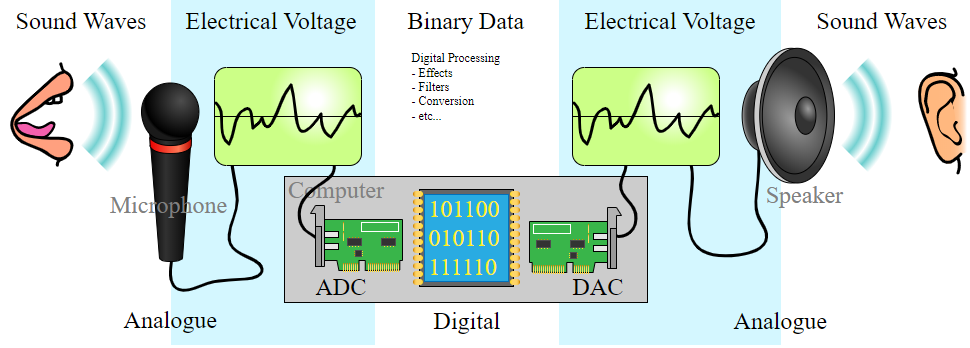 Sound Waves
Electrical Voltage
Binary Data
Electrical Voltage
Sound Waves
Digital Processing
- Effects
- Filters
- Conversion
- etc...
Microphone
Computer
Speaker
101100
010110
111110
ADC
DAC
Analogue
Digital
Analogue